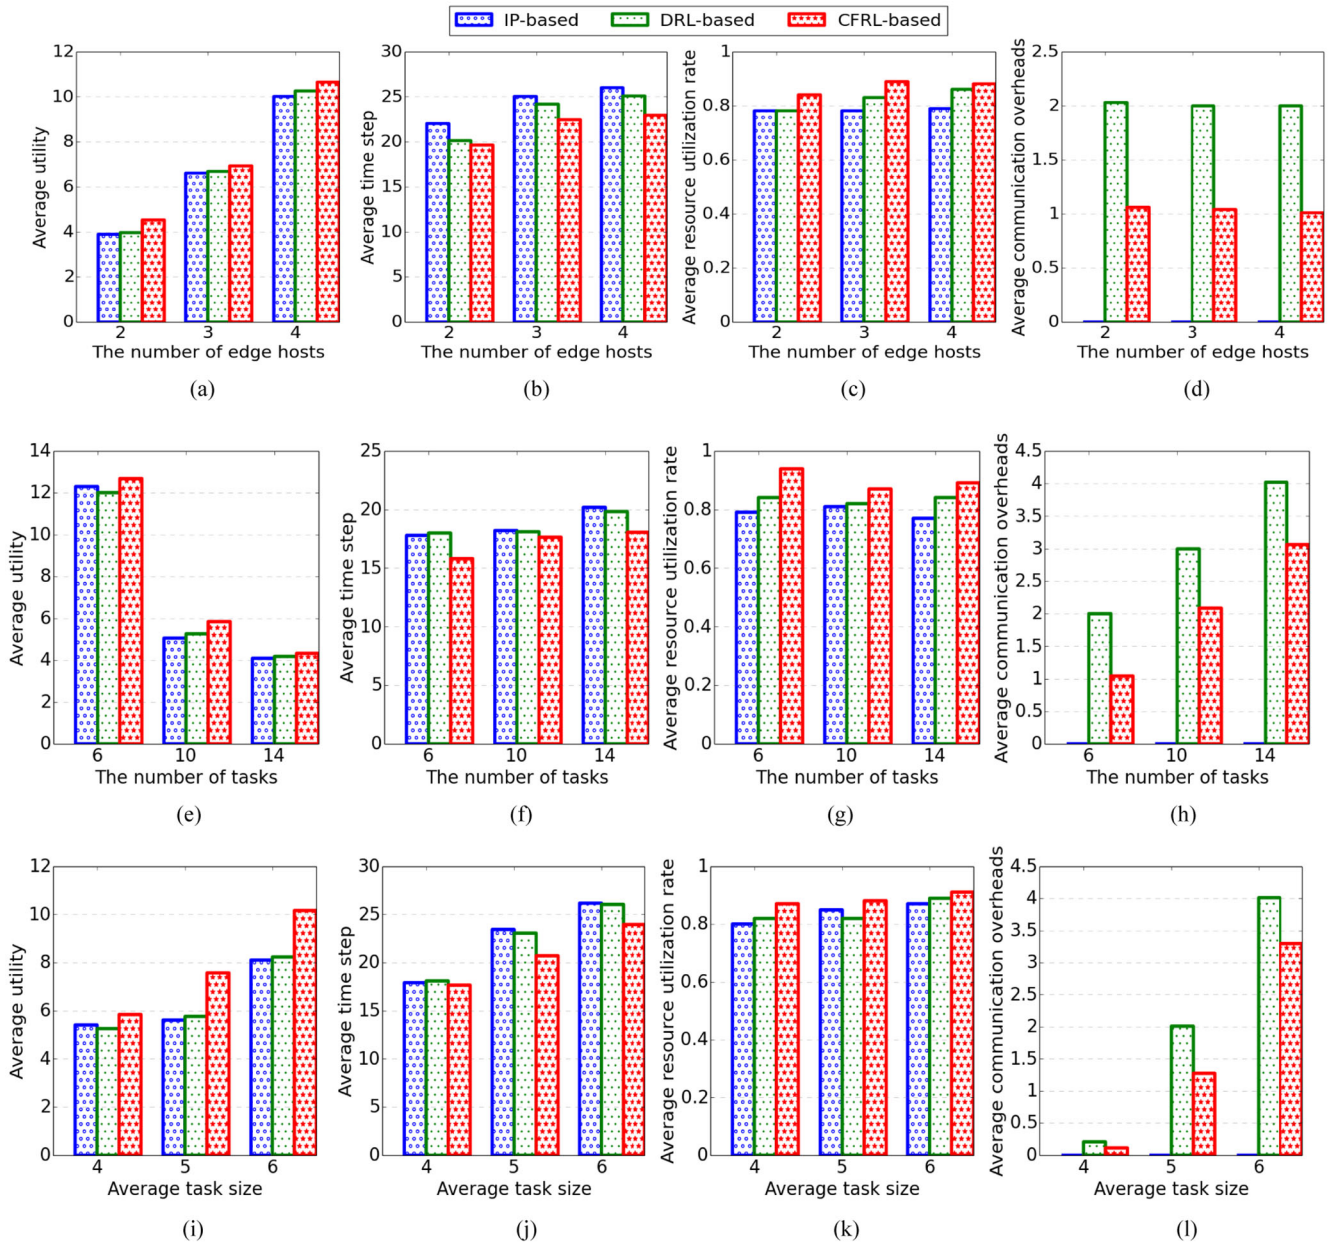 IP-based DRL-based CFRL-based
Average utility
12
10
8
6
4
2
0
2 3 4
The number of edge hosts
(a)
Average time step
30
25
20
15
10
5
0
2 3 4
The number of edge hosts
(b)
Average resource utilization rate
1
0.8
0.6
0.4
0.2
0
2 3 4
The number of edge hosts
(c)
Average communication overheads
2.5
2
1.5
1
0.5
0
2 3 4
The number of edge hosts
(d)
Average utility
14
12
10
8
6
4
2
0
6 10 14
The number of tasks
(e)
Average time step
25
20
15
10
5
0
6 10 14
The number of tasks
(f)
Average resource utilization rate
1
0.8
0.6
0.4
0.2
0
6 10 14
The number of tasks
(g)
Average communication overheads
4.5
4
3.5
3
2.5
2
1.5
1
0.5
0
6 10 14
The number of tasks
(h)
Average utility
12
10
8
6
4
2
0
4 5 6
Average task size
(i)
Average time step
30
25
20
15
10
5
0
4 5 6
Average task size
(j)
Average resource utilization rate
1
0.8
0.6
0.4
0.2
0
4 5 6
Average task size
(k)
Average communication overheads
4.5
4
3.5
3
2.5
2
1.5
1
0.5
0
4 5 6
Average task size
(l)